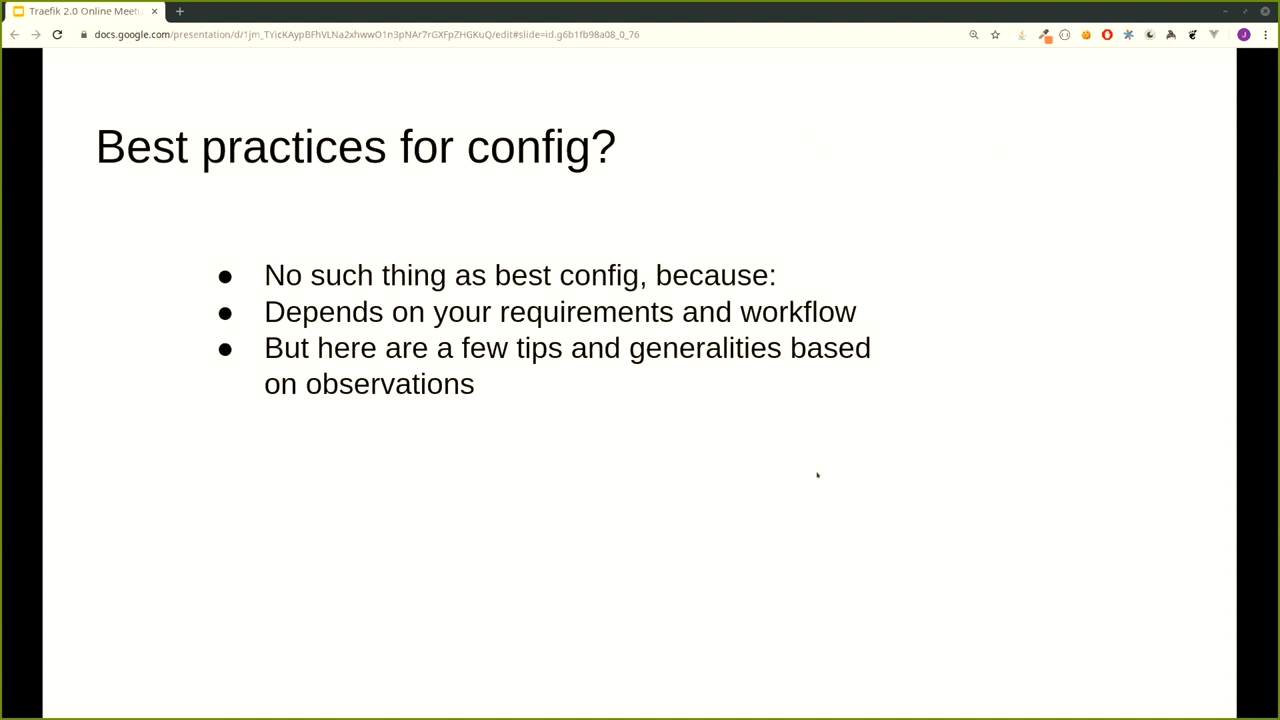 Traefik 2.0 Online Meetu
docs.google.com/presentation/d/1jm_TYicKAypBFhVLNa2xhwwO1n3pNAr7rGXFpZHGKuQ/edit#slide=id.g6b1fb98a08_0_76
J
Best practices for config?
● No such thing as best config, because:
● Depends on your requirements and workflow
● But here are a few tips and generalities based
on observations